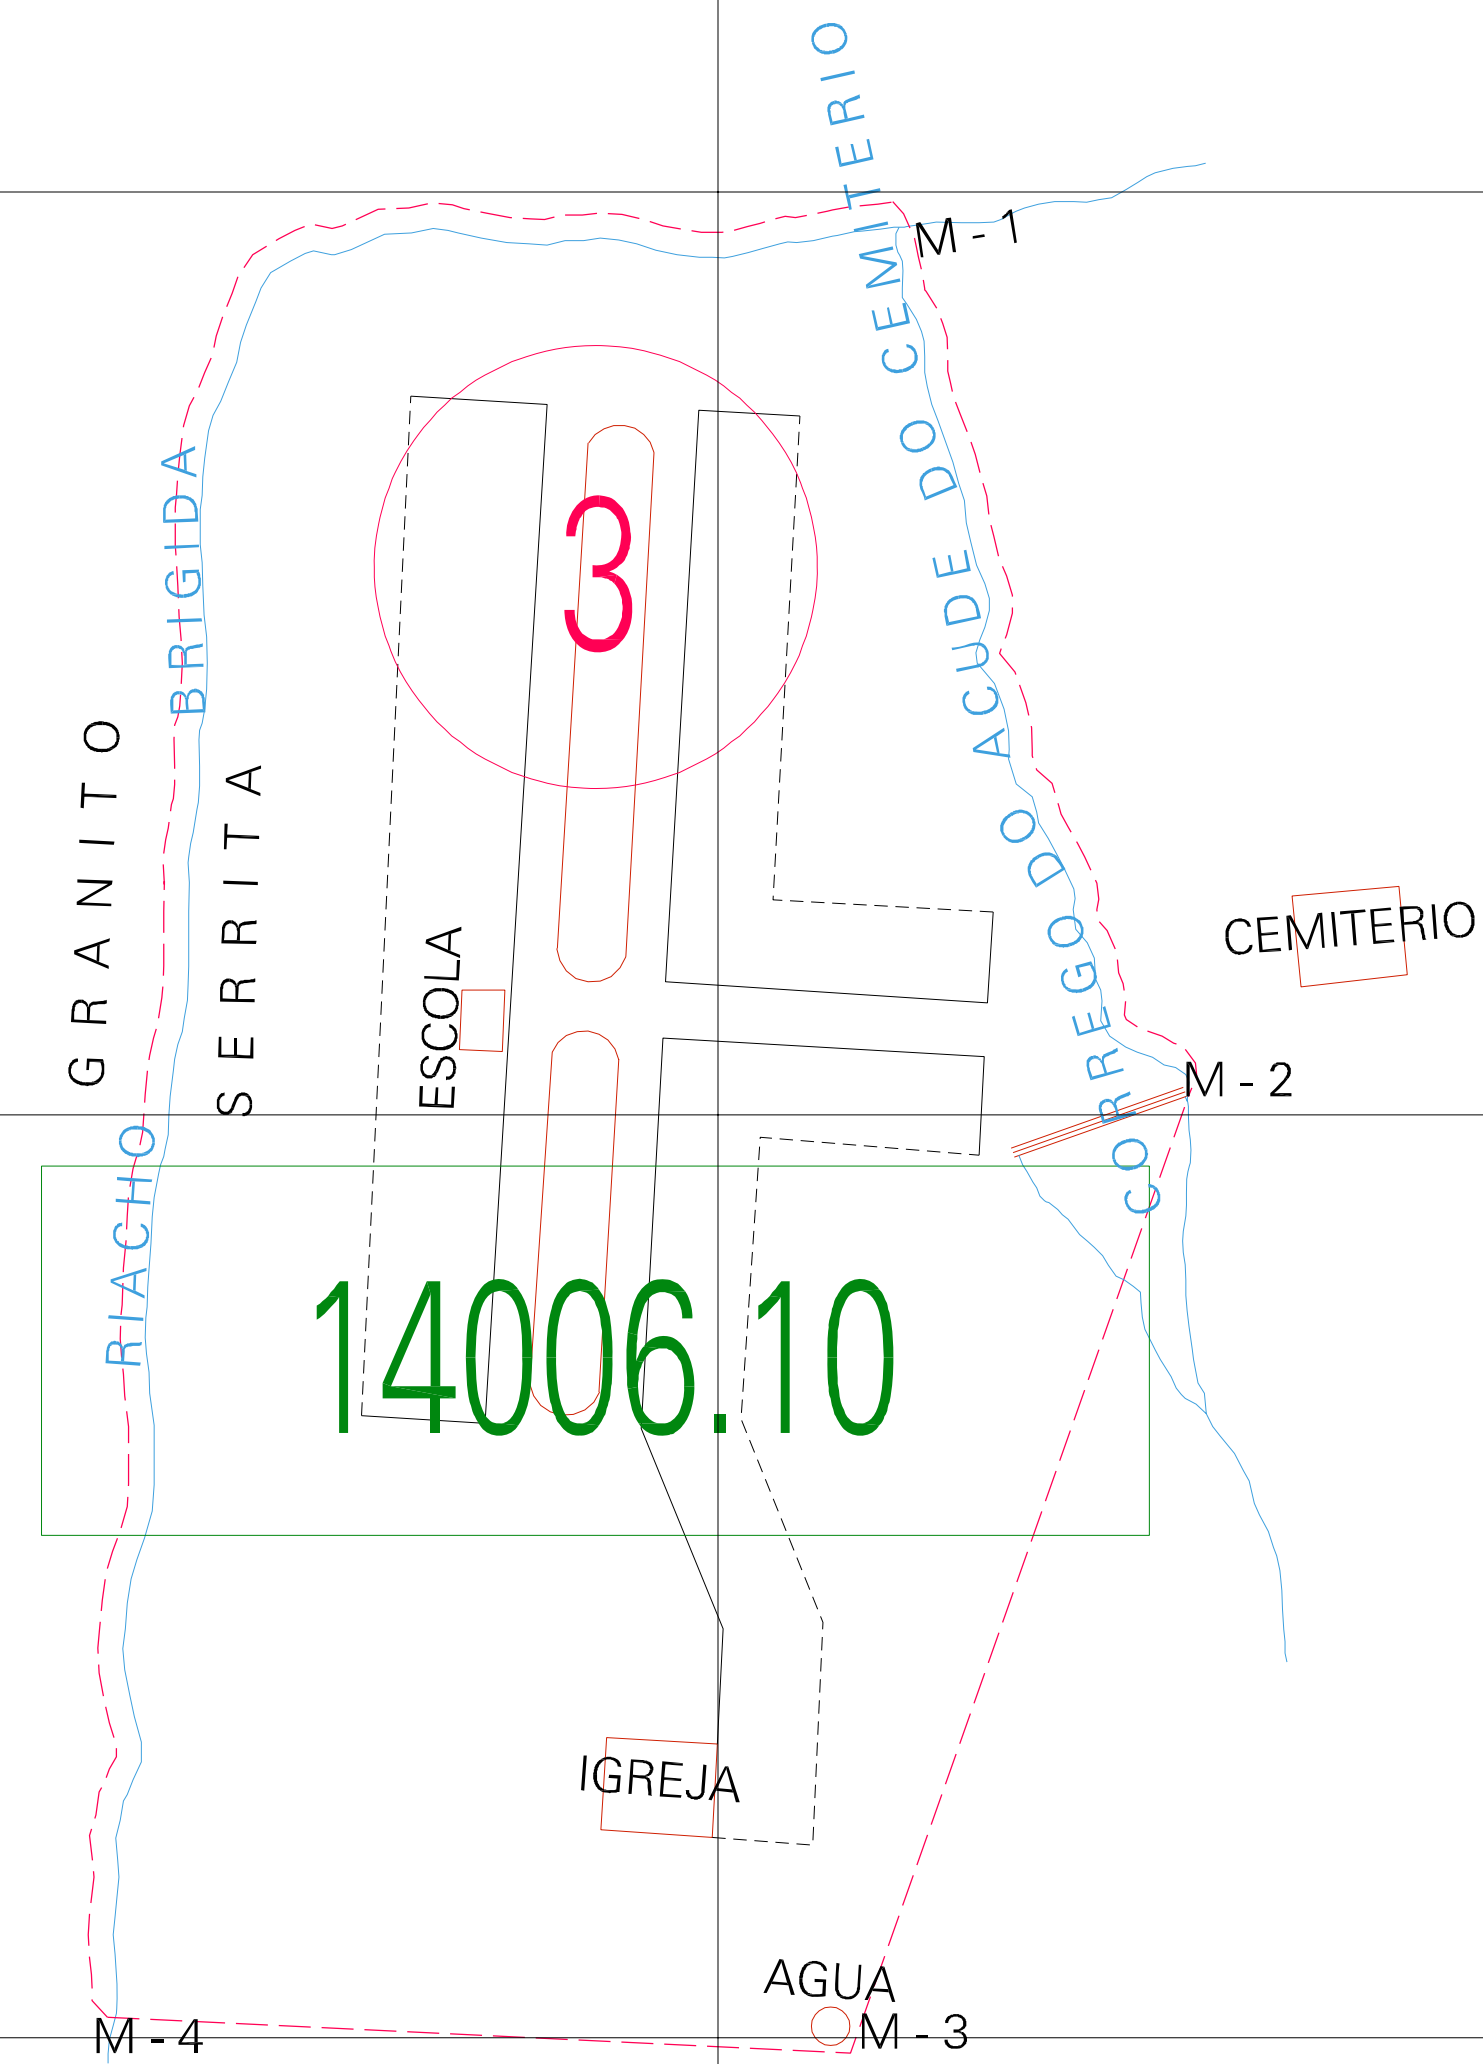 CORREGO DO ACUDE DO CEMITERIO
M - 1
3
RIACHO BRIGIDA
GRANITO
SERRITA
ESCOLA
CEMITERIO
M - 2
14006.10
IGREJA
AGUA
M - 3
M - 4